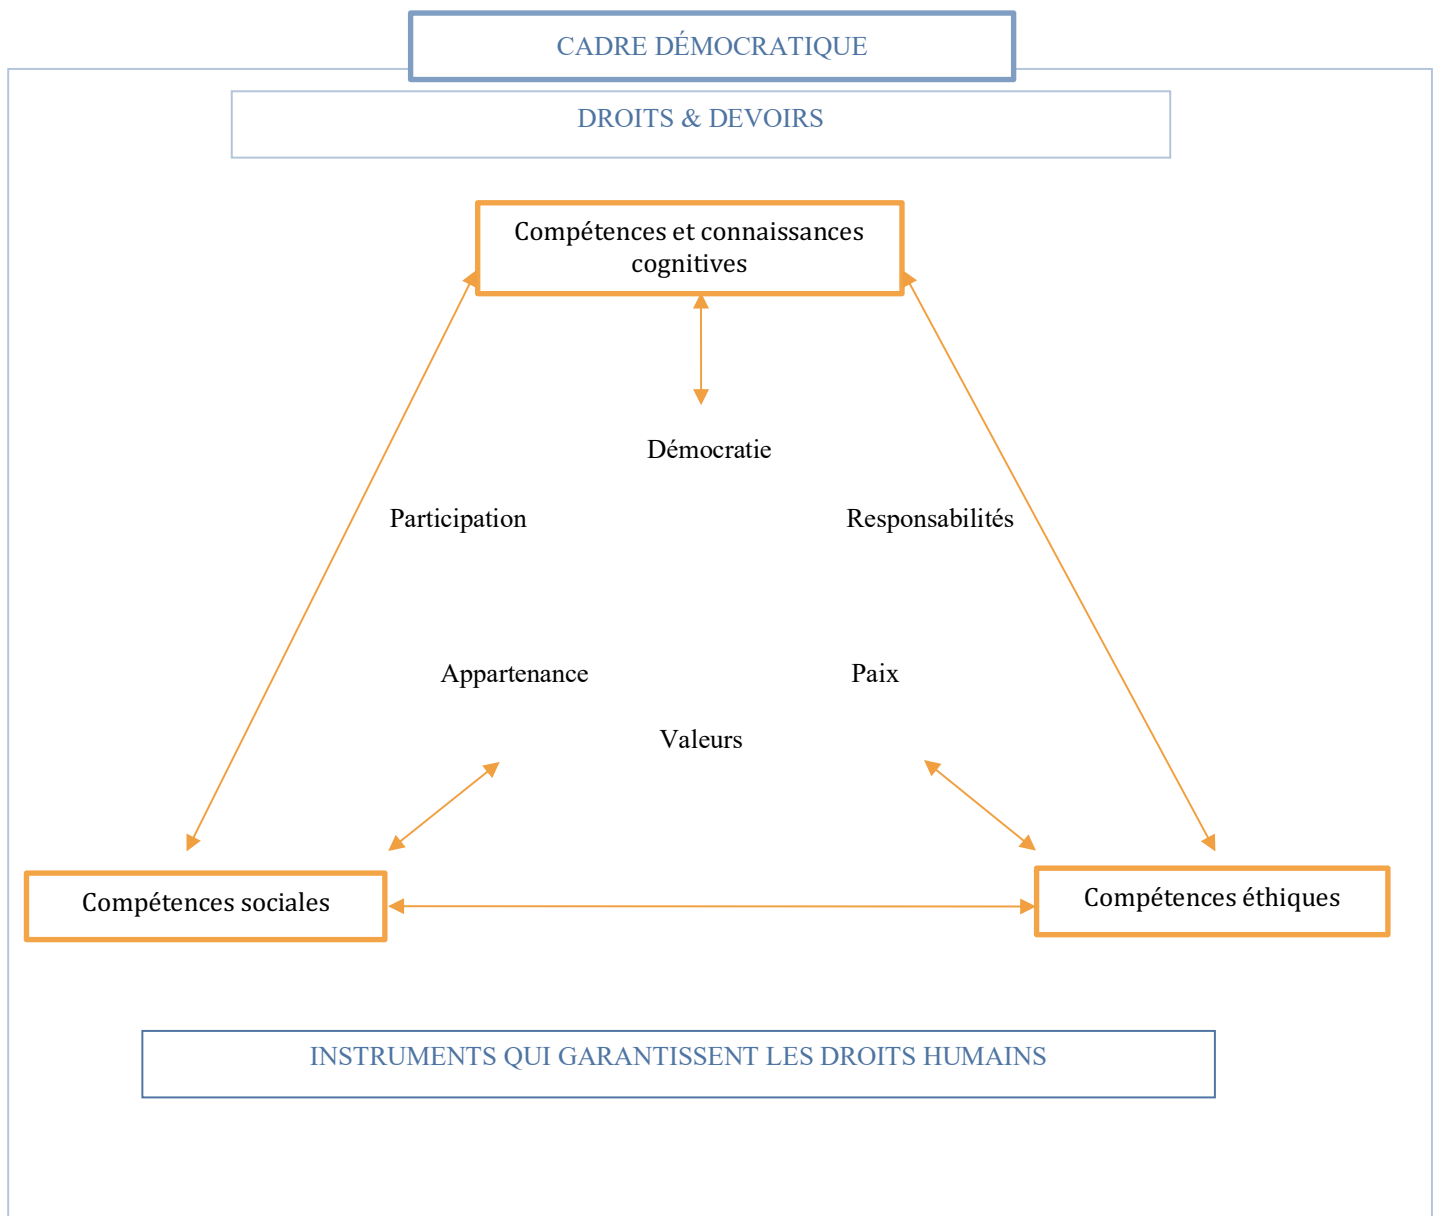 CADRE DÉMOCRATIQUE
DROITS & DEVOIRS
Compétences et connaissances
cognitives
Démocratie
Participation
Responsabilités
Appartenance
Paix
Valeurs
Compétences sociales
Compétences éthiques
INSTRUMENTS QUI GARANTISSENT LES DROITS HUMAINS